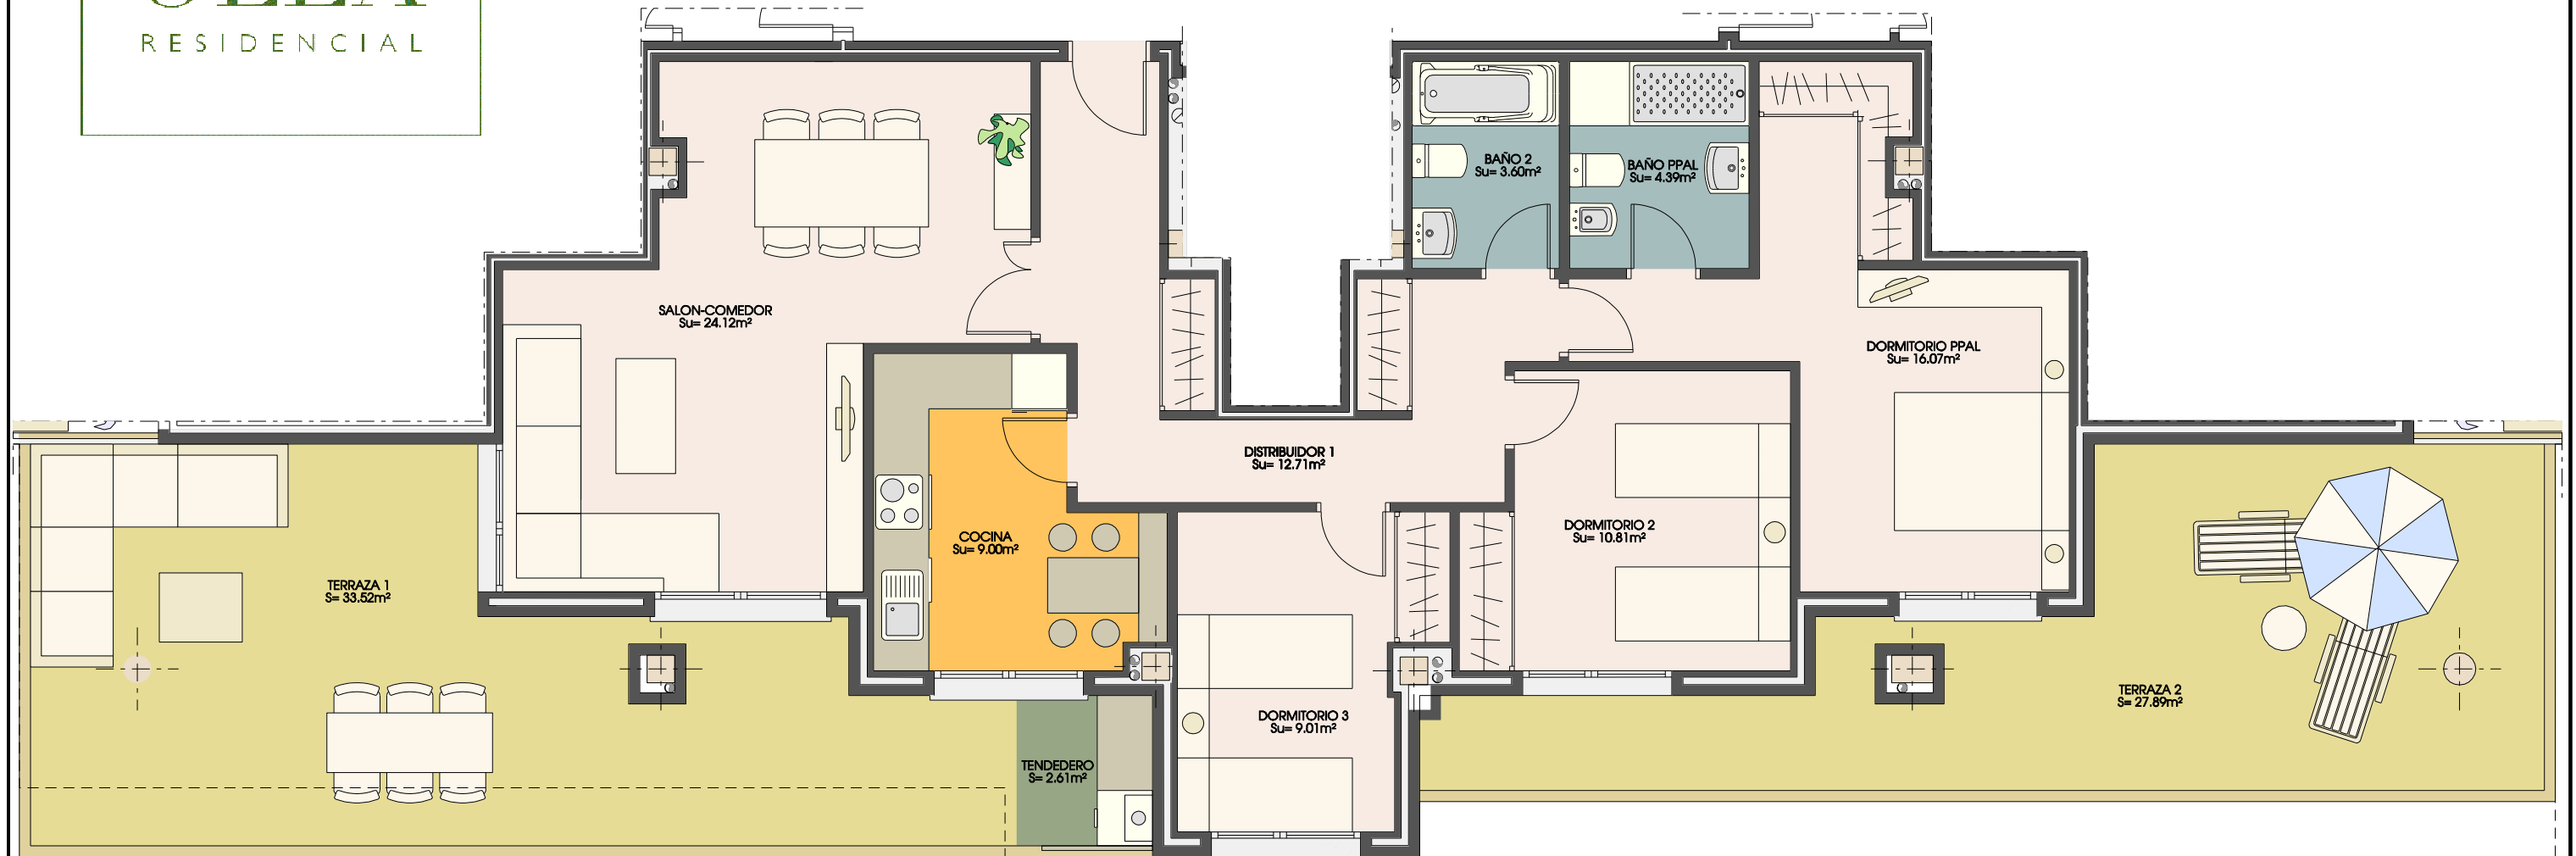 RESIDENCIAL
BAÑO 2
Su= 3.60m²
BAÑO PPAL
Su= 4.39m²
SALON-COMEDOR
Su= 24.12m²
DORMITORIO PPAL
Su= 16.07m²
DISTRIBUIDOR 1
Su= 12.71m²
COCINA
Su= 9.00m²
DORMITORIO 2
Su= 10.81m²
TERRAZA 1
S= 33.52m²
DORMITORIO 3
Su= 9.01m²
TERRAZA 2
S= 27.89m²
TENDEDERO
S= 2.61m²